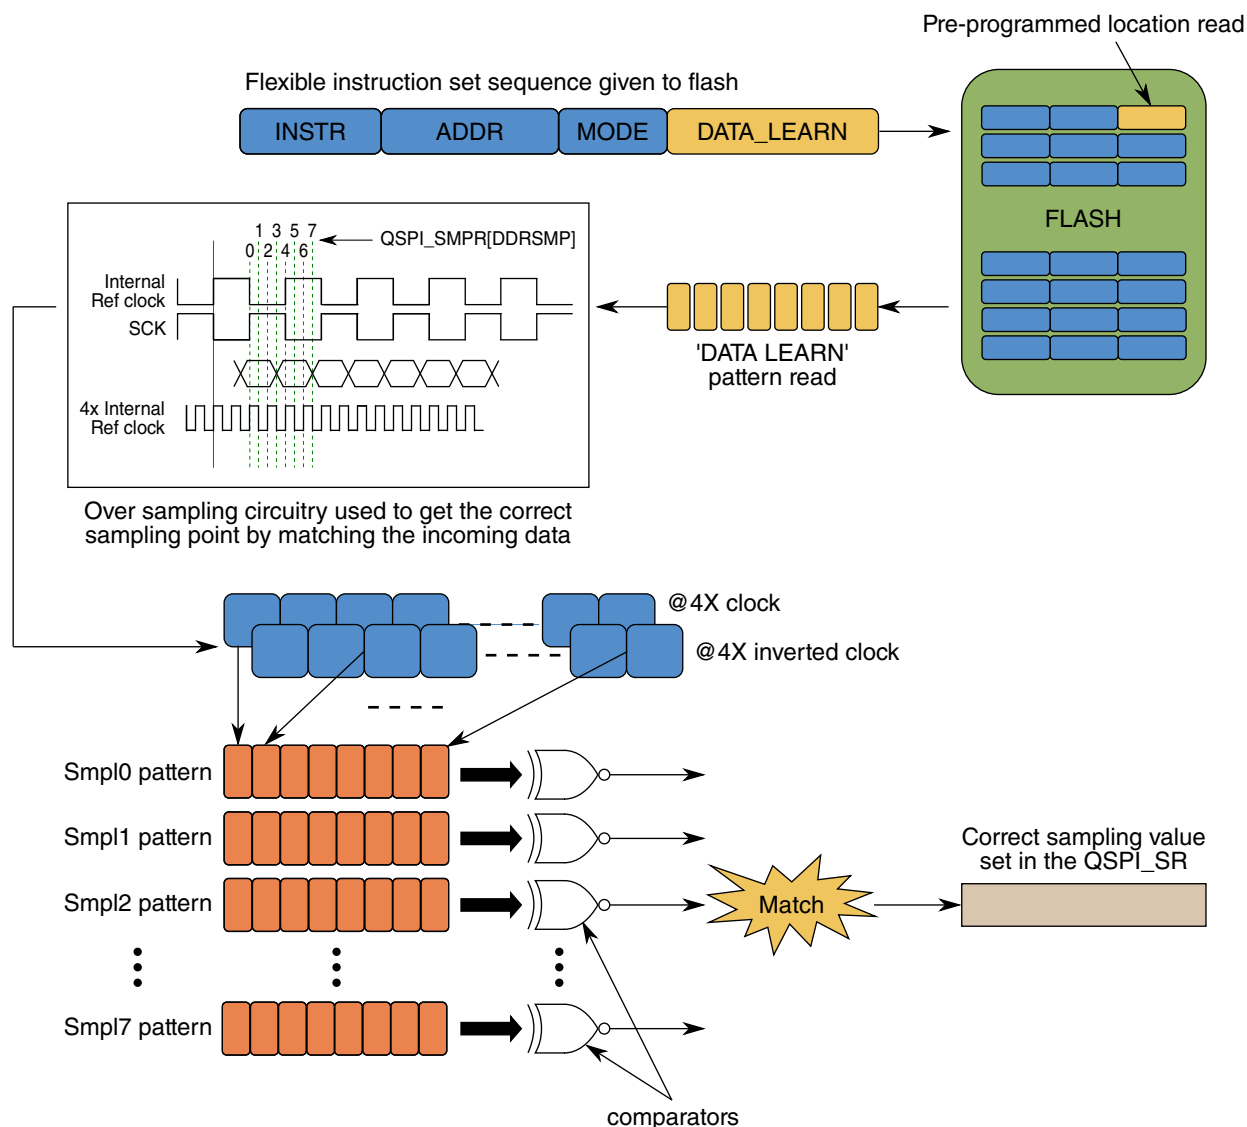 Pre-programmed location read
Flexible instruction set sequence given to flash
INSTR ADDR MODE DATA_LEARN
FLASH
1 3 5 7
0 2 4 6
QSPI_SMPR[DDRSMP]
Internal
Ref clock
SCK
4x Internal
Ref clock
'DATA LEARN'
pattern read
Over sampling circuitry used to get the correct
sampling point by matching the incoming data
@4X clock
@4X inverted clock
Smpl0 pattern
Smpl1 pattern
Smpl2 pattern
Match
Correct sampling value
set in the QSPI_SR
Smpl7 pattern
comparators